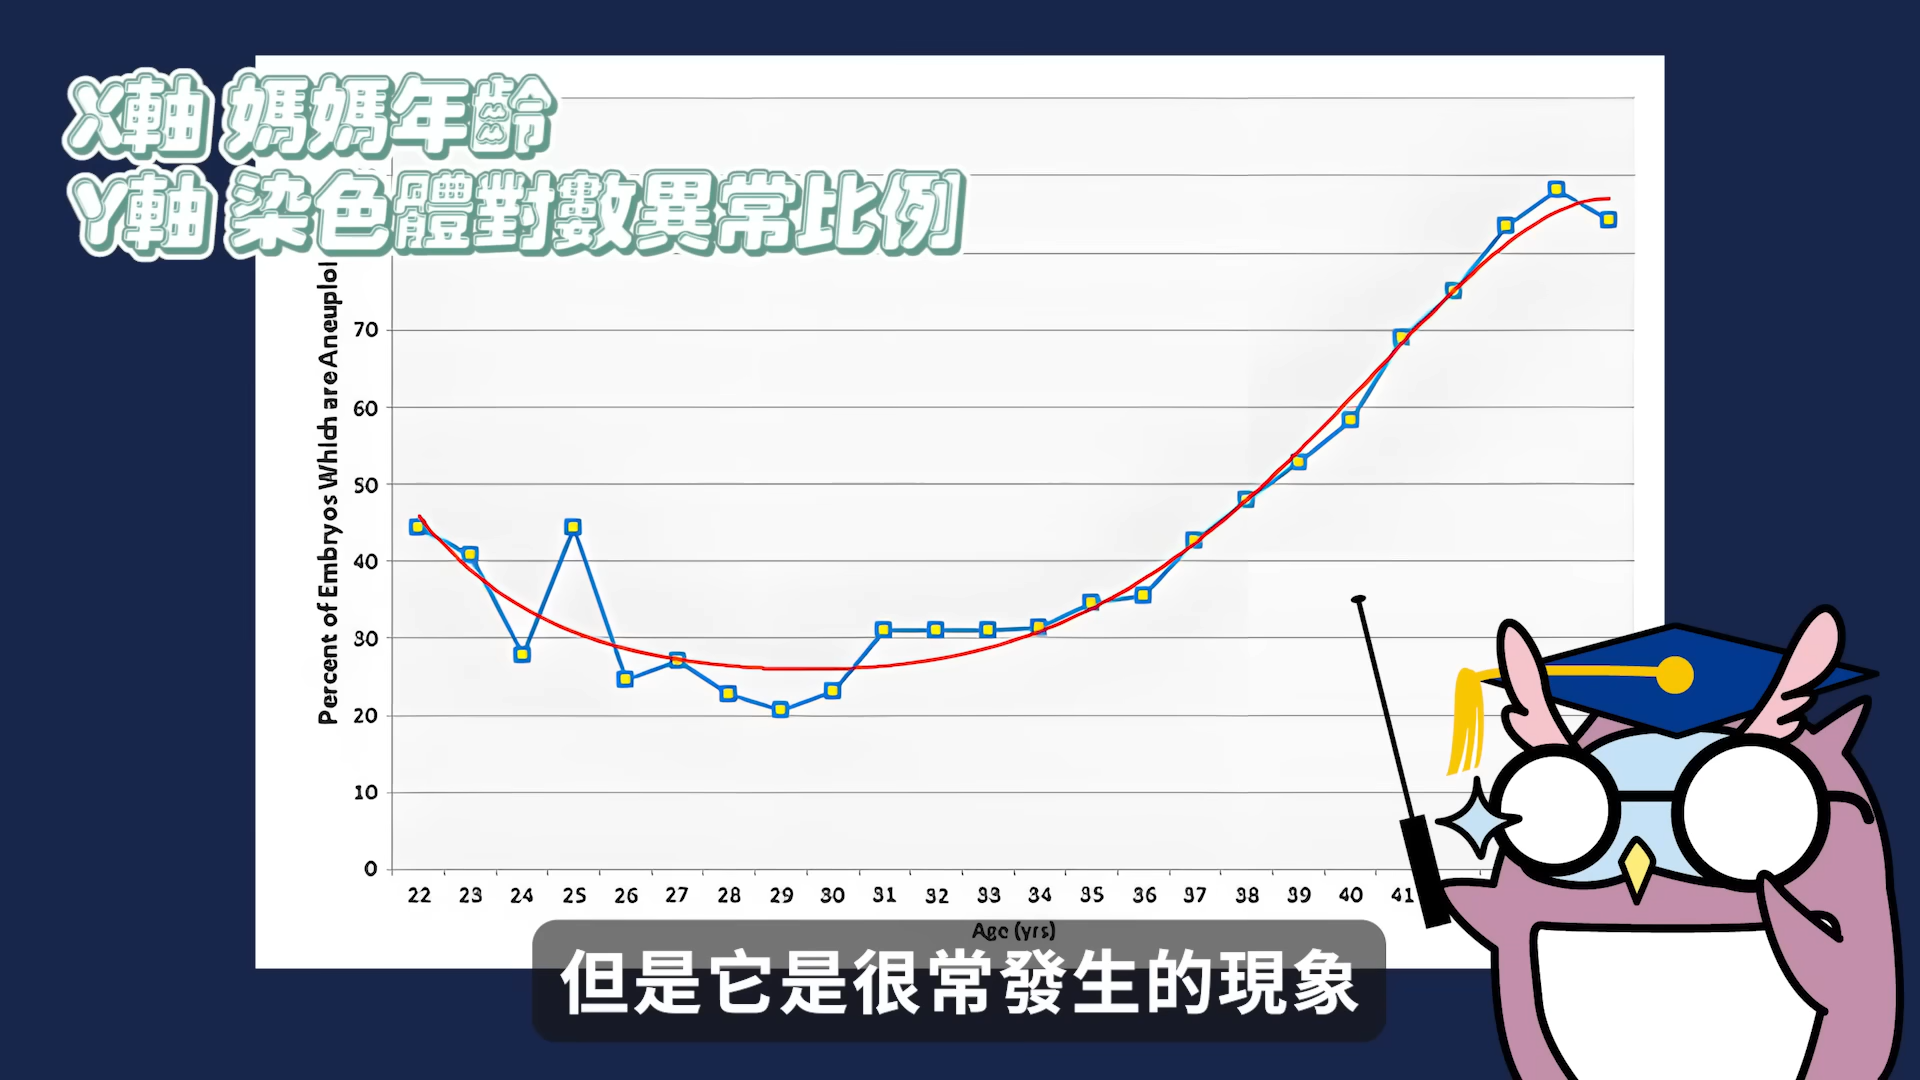 X軸 媽媽年齡
Y軸 染色體對數異常比例
Percent of Embryos Which are Aneuploi
70
60
50
40
30
20
10
0
22 23 24 25 26 27 28 29 30 31 32 33 34 35 36 37 38 39 40 41
Age (yrs)
但是它是很常發生的現象